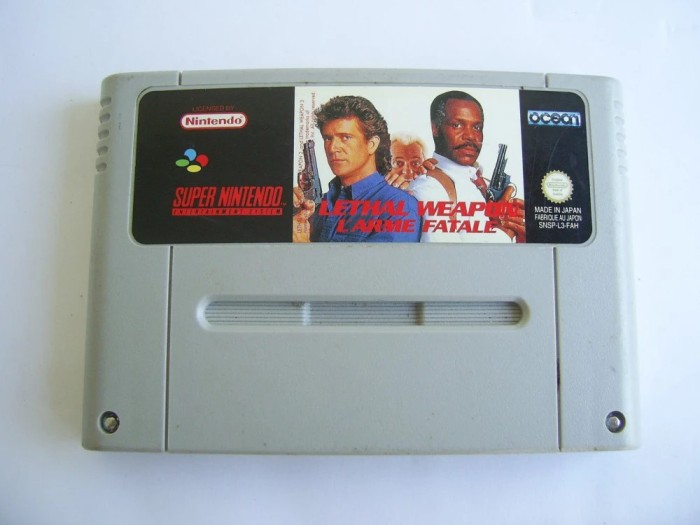 LICENSED BY
Nintendo
SUPER NINTENDO
ENTERTAINMENT SYSTEM
LETHAL WEAPON
L'ARME FATALE
ocean
MADE IN JAPAN
FABRIQUE AU JAPON
SNSP-L3-FAH